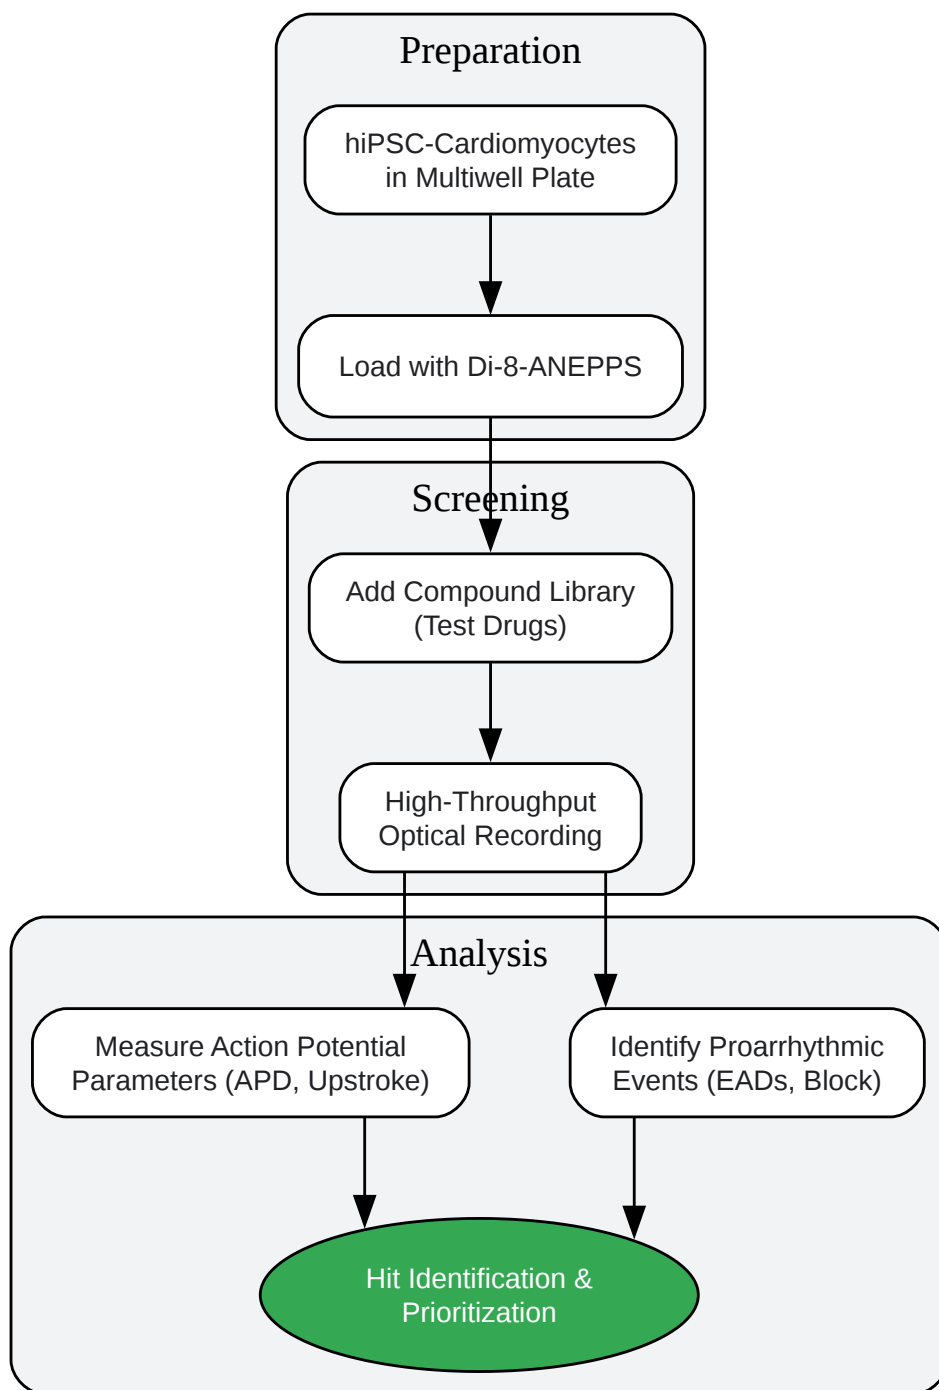 Preparation
hiPSC-Cardiomyocytes
in Multiwell Plate
Load with Di-8-ANEPPS
Screening
Add Compound Library
(Test Drugs)
High-Throughput
Optical Recording
Analysis
Measure Action Potential
Parameters (APD, Upstroke)
Identify Proarrhythmic
Events (EADs, Block)
Hit Identification &
Prioritization